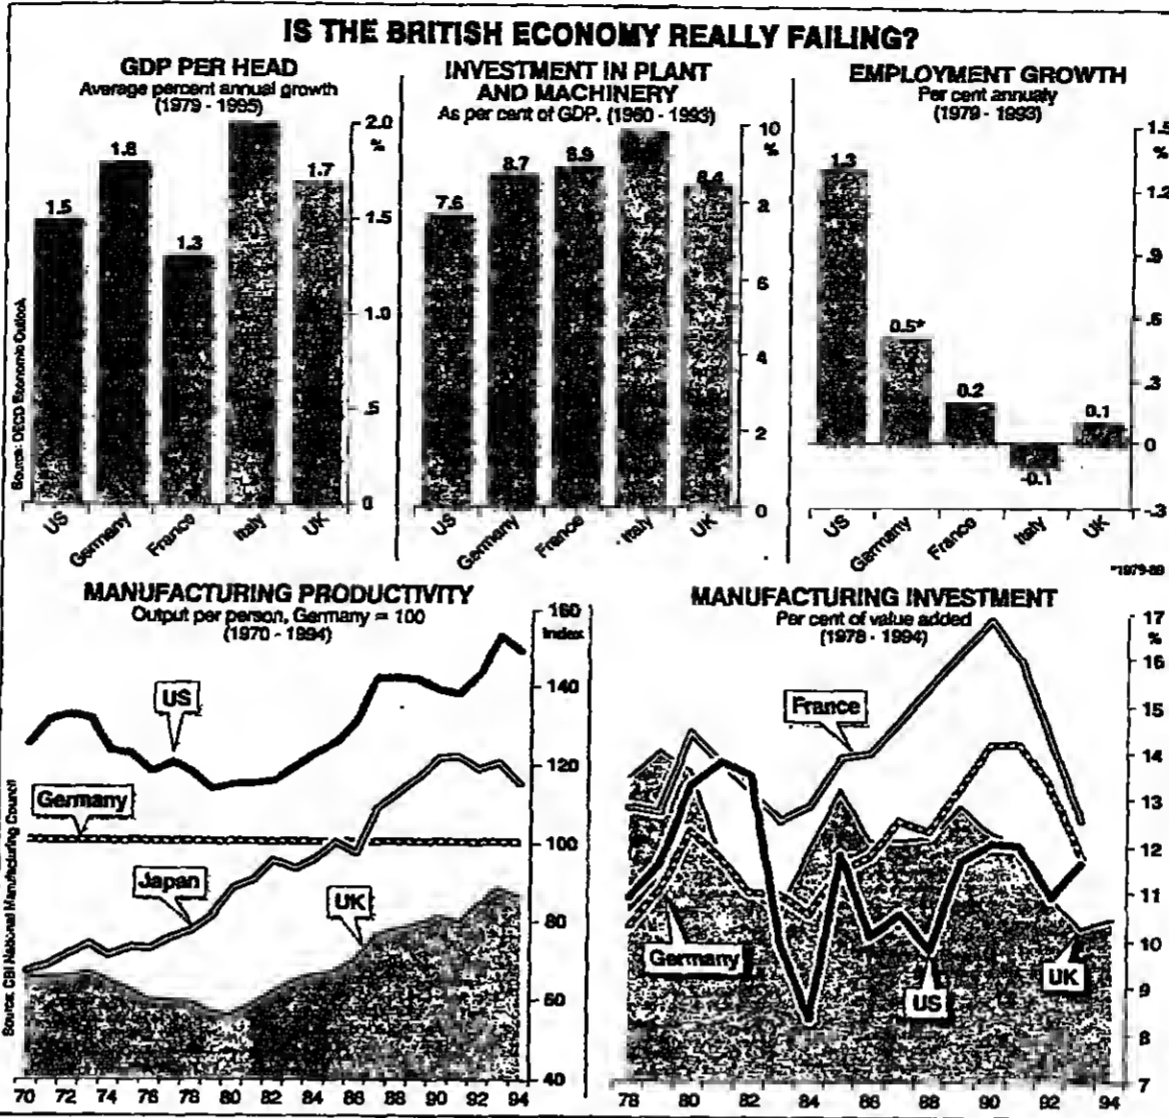 IS THE BRITISH ECONOMY REALLY FAILING?
GDP PER HEAD
Average percent annual growth
(1979 - 1995)
2.0
%
1.5
1.0
.5
0
1.5
1.8
1.3
1.7
US
Germany
France
Italy
UK
Source: OECD Economic Outlook
INVESTMENT IN PLANT
AND MACHINERY
As per cent of GDP. (1960 - 1993)
10
%
8
6
4
2
0
7.6
8.7
8.9
8.4
US
Germany
France
Italy
UK
EMPLOYMENT GROWTH
Per cent annualy
(1979 - 1993)
1.5
%
1.2
.9
.6
.3
0
-.3
1.3
0.5*
0.2
-0.1
0.1
US
Germany
France
Italy
UK
*1979-89
MANUFACTURING PRODUCTIVITY
Output per person, Germany = 100
(1970 - 1994)
160
Index
140
120
100
80
60
40
US
Germany
Japan
UK
70 72 74 76 78 80 82 84 86 88 90 92 94
Source: CBI National Manufacturing Council
MANUFACTURING INVESTMENT
Per cent of value added
(1978 - 1994)
17
%
16
15
14
13
12
11
10
9
8
7
France
Germany
US
UK
78 80 82 84 86 88 90 92 94